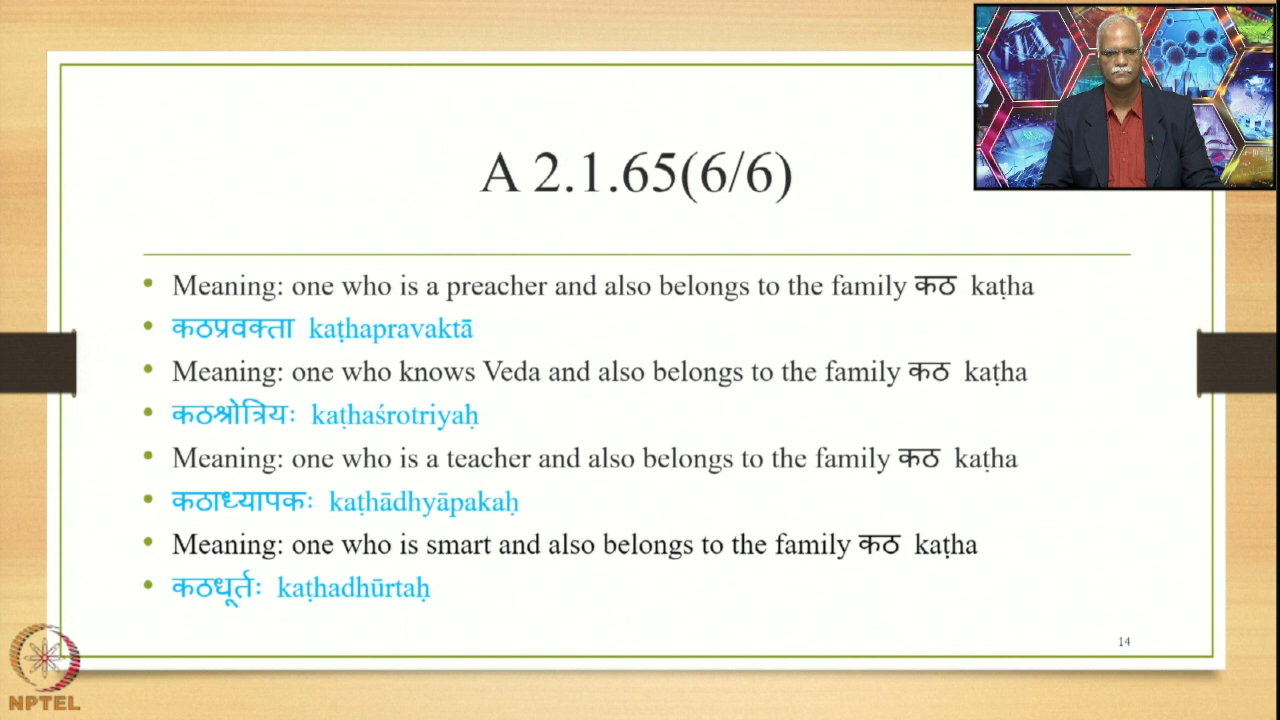 A 2.1.65(6/6)
• Meaning: one who is a preacher and also belongs to the family कठ kaṭha
• कठप्रवक्ता kaṭhapravaktā
• Meaning: one who knows Veda and also belongs to the family कठ kaṭha
• कठश्रोत्रियः kaṭhaśrotriyaḥ
• Meaning: one who is a teacher and also belongs to the family कठ kaṭha
• कठाध्यापकः kaṭhādhyāpakaḥ
• Meaning: one who is smart and also belongs to the family कठ kaṭha
• कठधूर्तः kaṭhadhūrtaḥ
14
NPTEL